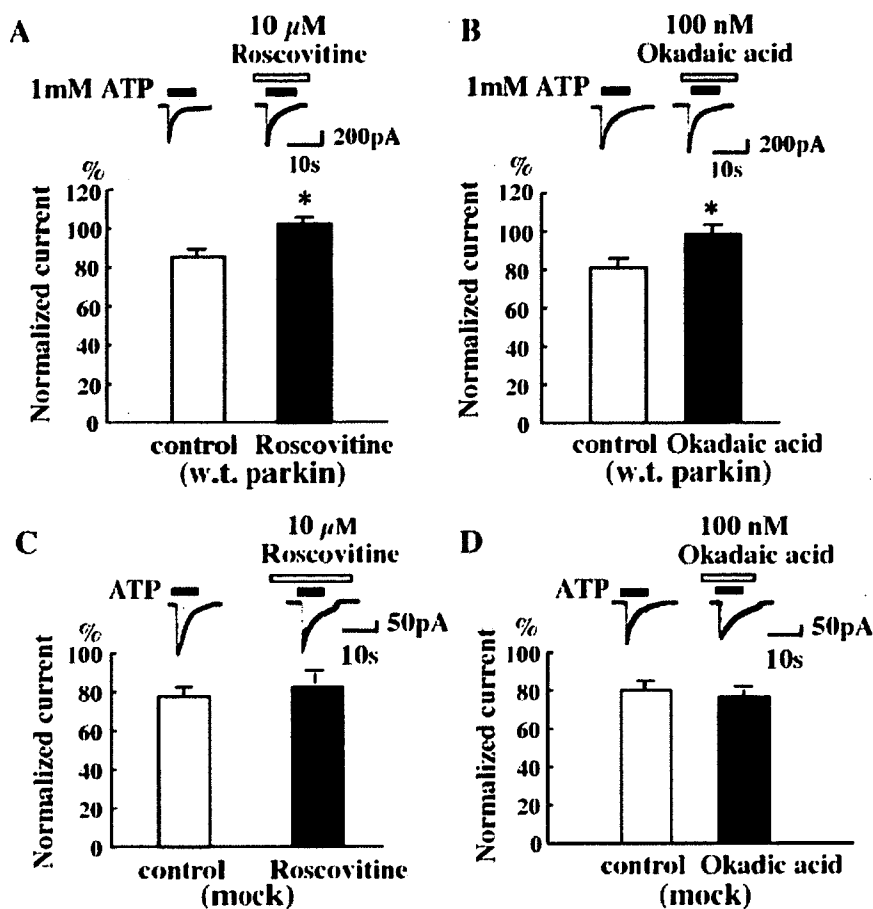 A
10 μM
Roscovitine
1mM ATP
200pA
10s
%
Normalized current
120
100
80
60
40
20
0
*
control Roscovitine
(w.t. parkin)
B
100 nM
Okadaic acid
1mM ATP
200pA
10s
%
Normalized current
120
100
80
60
40
20
0
*
control Okadaic acid
(w.t. parkin)
C
10 μM
Roscovitine
ATP
50pA
10s
%
Normalized current
100
80
60
40
20
0
control Roscovitine
(mock)
D
100 nM
Okadaic acid
ATP
50pA
10s
%
Normalized current
100
80
60
40
20
0
control Okadic acid
(mock)